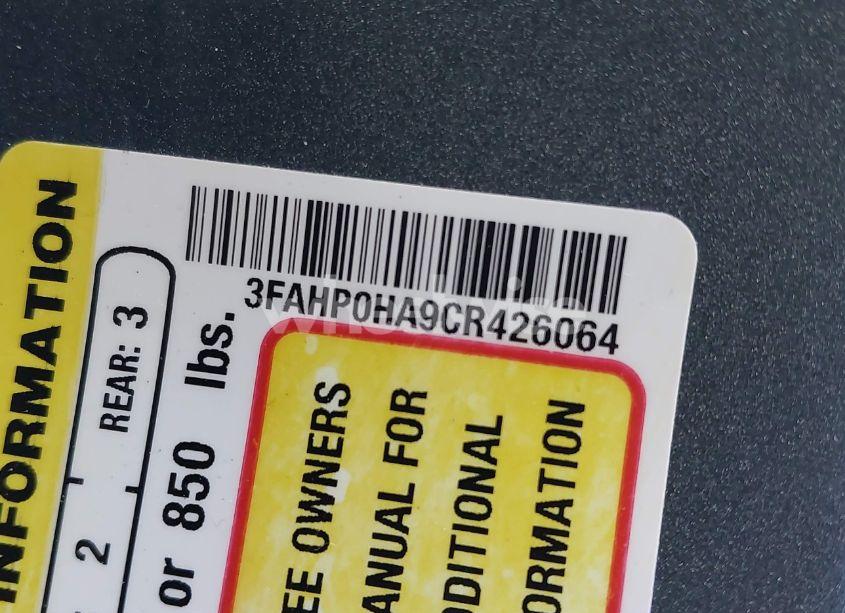 3FAHP0HA9CR426064
INFORMATION
2 REAR: 3
or 850 lbs.
EE OWNERS
ANUAL FOR
DDITIONAL
ORMATION